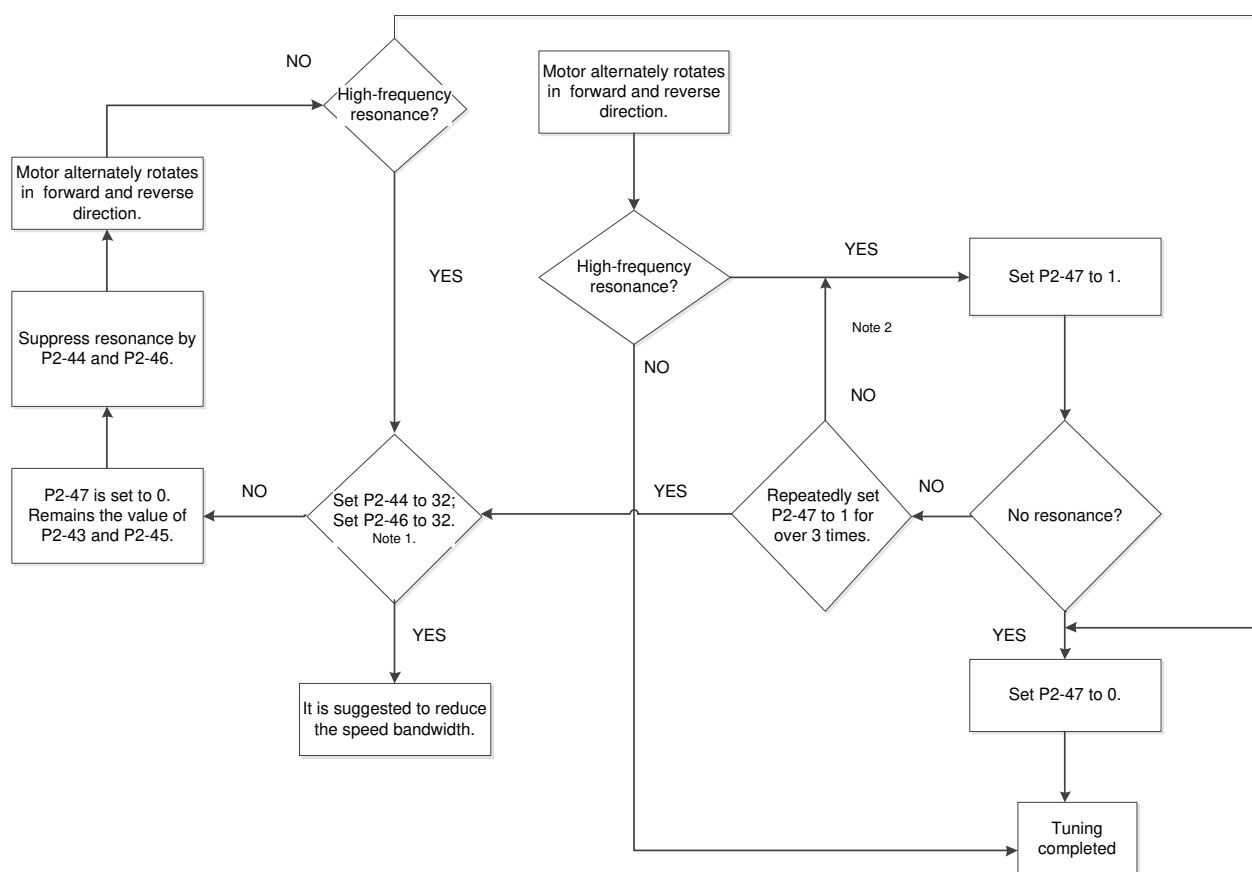 NO
High-frequency
resonance?
Motor alternately rotates
in forward and reverse
direction.
Motor alternately rotates
in forward and reverse
direction.
YES
High-frequency
resonance?
YES
Set P2-47 to 1.
Suppress resonance by
P2-44 and P2-46.
Note 2
NO
NO
P2-47 is set to 0.
Remains the value of
P2-43 and P2-45.
NO
Set P2-44 to 32;
Set P2-46 to 32.
Note 1.
YES
Repeatedly set
P2-47 to 1 for
over 3 times.
NO
No resonance?
YES
YES
It is suggested to reduce
the speed bandwidth.
Set P2-47 to 0.
Tuning
completed